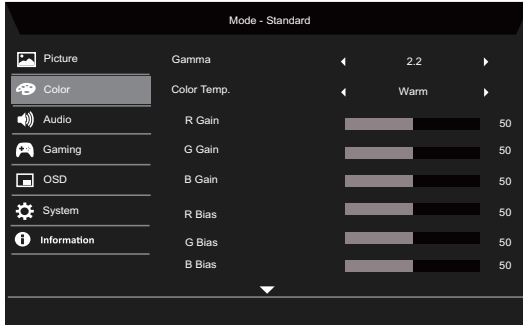 Mode - Standard
Picture
Color
Audio
Gaming
OSD
System
Information
Gamma 2.2
Color Temp. Warm
R Gain 50
G Gain 50
B Gain 50
R Bias 50
G Bias 50
B Bias 50